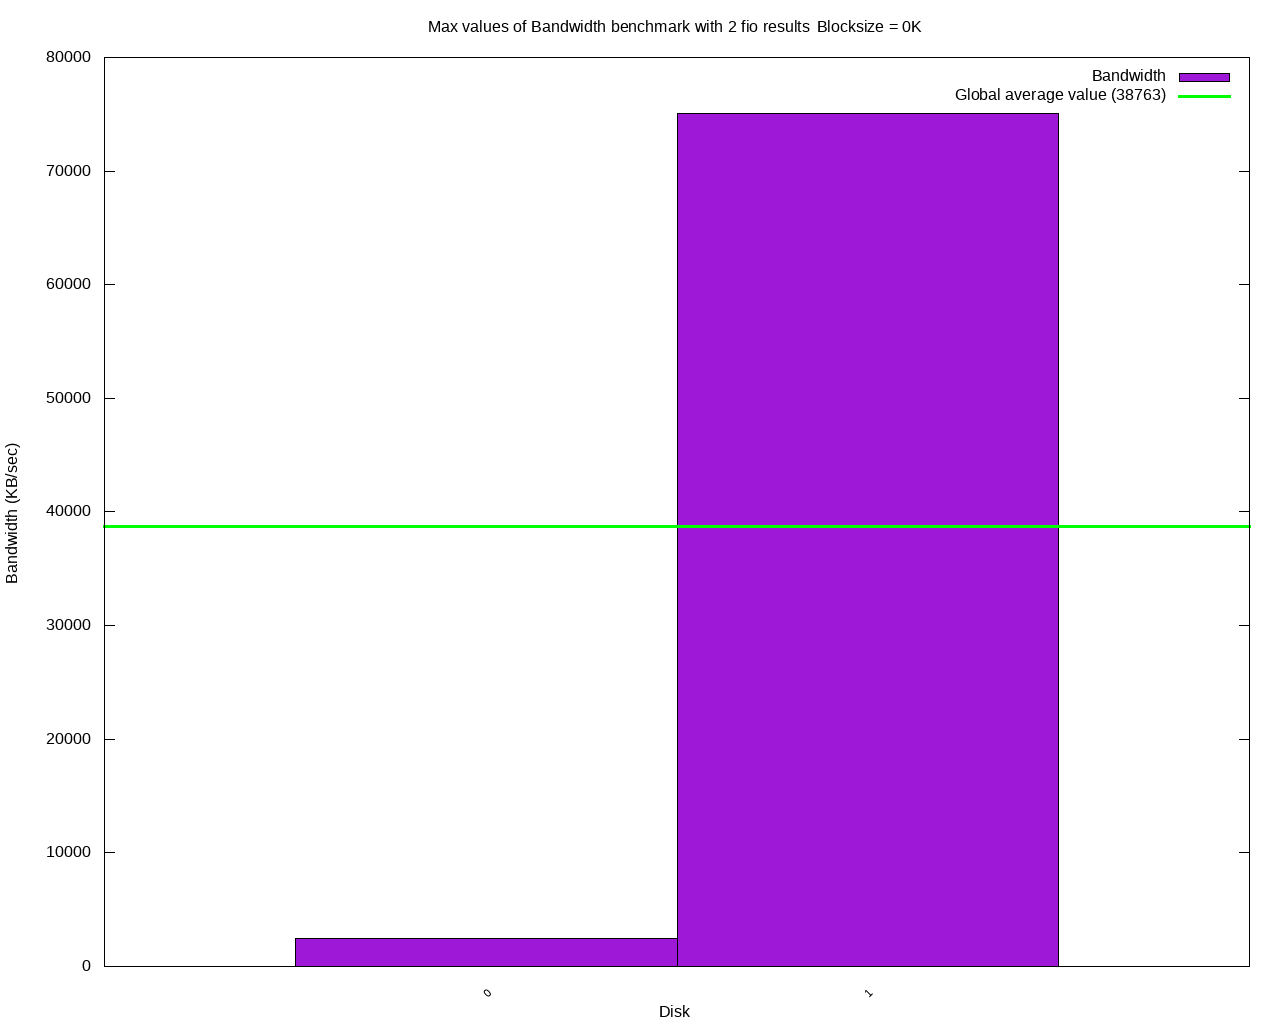 Max values of Bandwidth benchmark with 2 fio results Blocksize = 0K
Bandwidth
Global average value (38763)
80000
70000
60000
50000
40000
30000
20000
10000
0
Bandwidth (KB/sec)
0
1
Disk